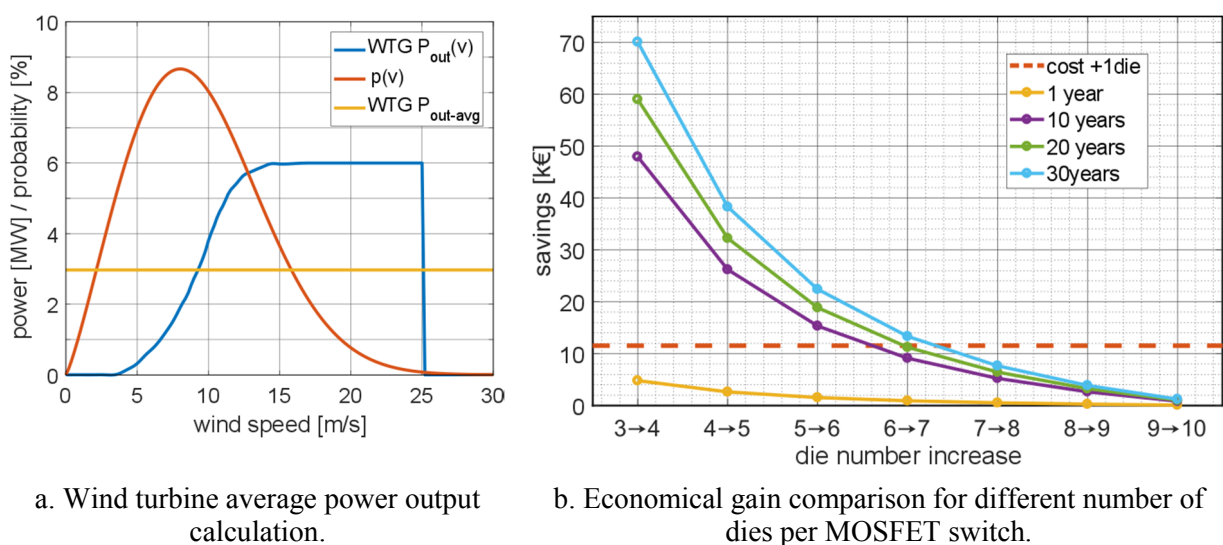 power [MW] / probability [%]
10
8
6
4
2
0
WTG Pout(v)
p(v)
WTG Pout-avg
0 5 10 15 20 25 30
wind speed [m/s]
a. Wind turbine average power output
calculation.
savings [k€]
70
60
50
40
30
20
10
0
cost +1die
1 year
10 years
20 years
30years
3→4 4→5 5→6 6→7 7→8 8→9 9→10
die number increase
b. Economical gain comparison for different number of
dies per MOSFET switch.